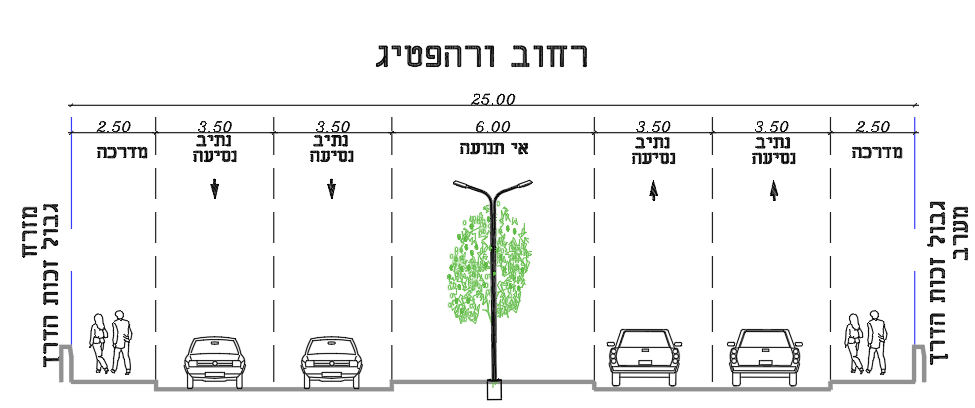 רחוב ורהפטיג
25.00
2.50
3.50
3.50
6.00
3.50
3.50
2.50
מדרכה
נתיב
נסיעה
נתיב
נסיעה
אי תנועה
נתיב
נסיעה
נתיב
נסיעה
מדרכה
מזרח
גבול זכות הדרך
גבול זכות הדרך
מערב